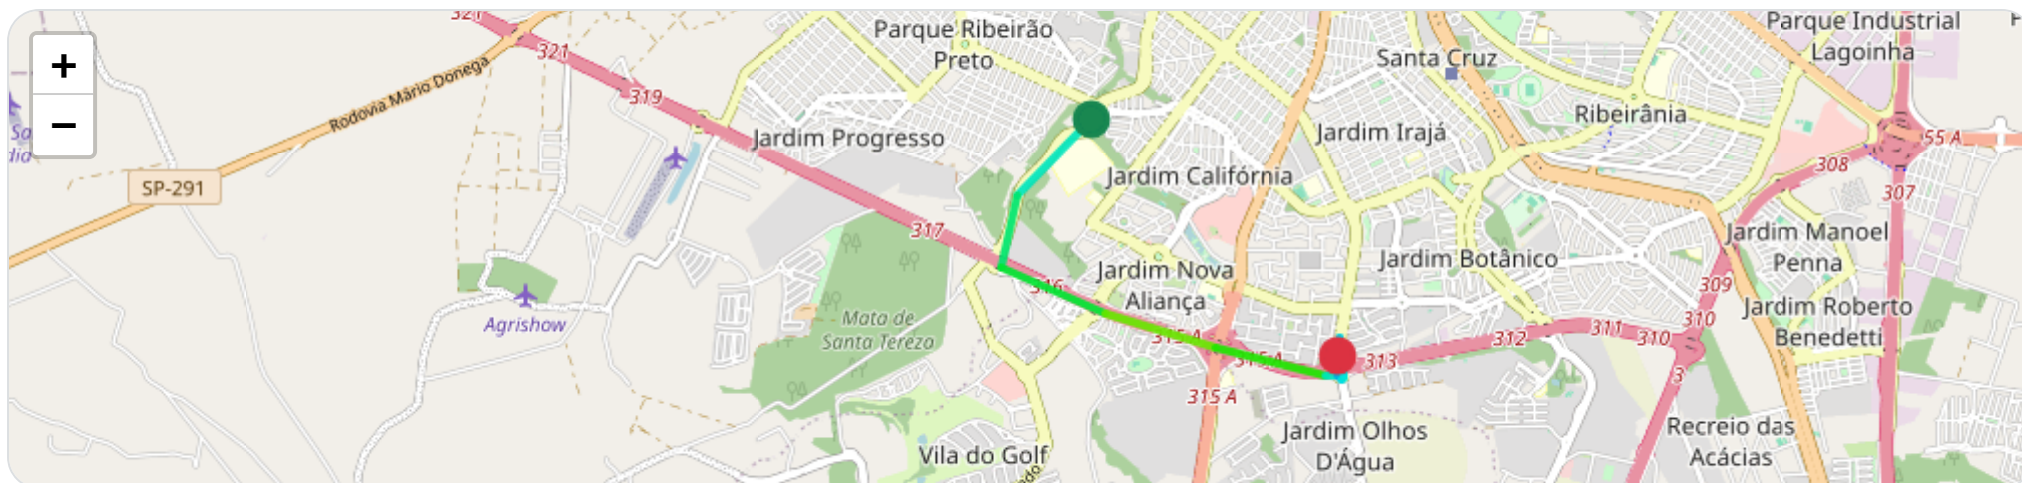 321
Parque Ribeirão
Preto
Parque Industrial
Lagoinha
+
321
Santa Cruz
Rodovia Mário Donega
319
Ribeirânia
−
Jardim Progresso
Jardim Irajá
55 A
308
SP-291
Jardim Califórnia
307
317
Jardim Manoel
Penna
Jardim Nova
Aliança
Jardim Botânico
316
309
Agrishow
Mata de
Santa Tereza
315 A
315 A
313
312
311
310
310
Jardim Roberto
Benedetti
3
315 A
Vila do Golf
Jardim Olhos
D'Água
Recreio das
Acácias